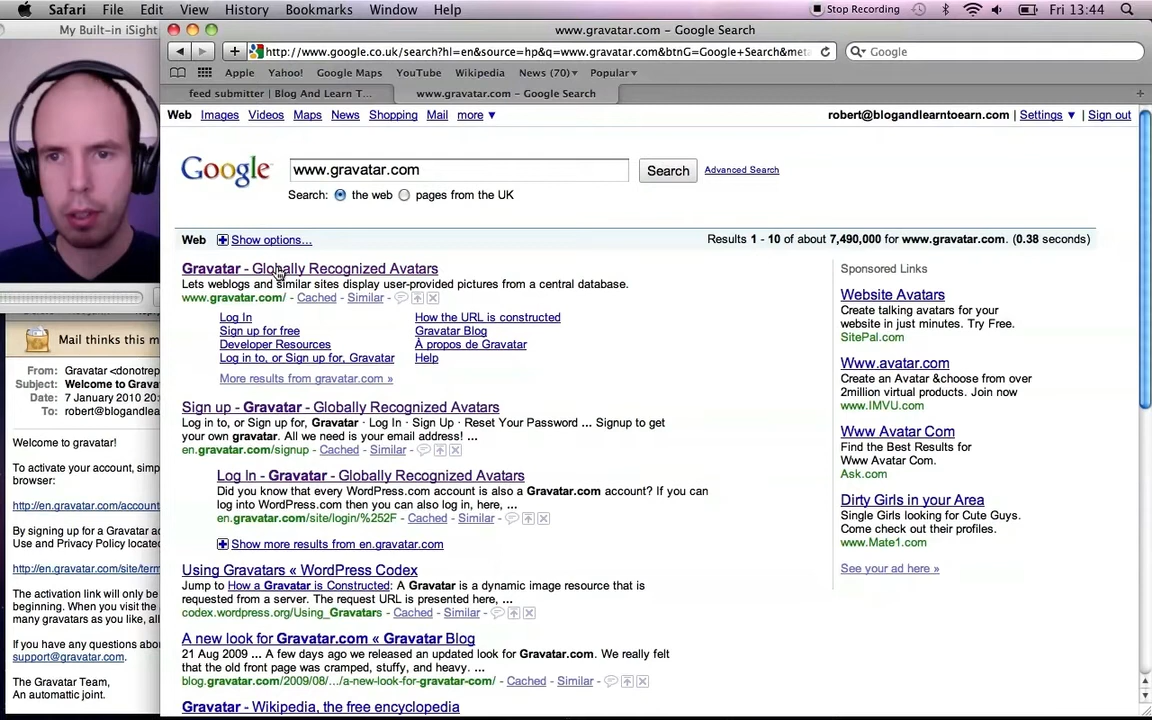 Safari File Edit View History Bookmarks Window Help Stop Recording Fri 13:44
My Built-in iSight
www.gravatar.com - Google Search
http://www.google.co.uk/search?hl=en&source=hp&q=www.gravatar.com&btnG=Google+Search&met Google
Apple Yahoo! Google Maps YouTube Wikipedia News (70) Popular
feed submitter | Blog And Learn T... www.gravatar.com - Google Search
Web Images Videos Maps News Shopping Mail more robert@blogandlearntoearn.com | Settings | Sign out
Google www.gravatar.com Search Advanced Search
Search: the web pages from the UK
Web Show options... Results 1 - 10 of about 7,490,000 for www.gravatar.com. (0.38 seconds)
Gravatar - Globally Recognized Avatars
Lets weblogs and similar sites display user-provided pictures from a central database.
www.gravatar.com/ - Cached - Similar
Log In How the URL is constructed
Sign up for free Gravatar Blog
Developer Resources À propos de Gravatar
Log in to, or Sign up for, Gravatar Help
More results from gravatar.com »
Sign up - Gravatar - Globally Recognized Avatars
Log in to, or Sign up for, Gravatar · Log In · Sign Up · Reset Your Password ... Signup to get
your own gravatar. All we need is your email address! ...
en.gravatar.com/signup - Cached - Similar
Log In - Gravatar - Globally Recognized Avatars
Did you know that every WordPress.com account is also a Gravatar.com account? If you can
log into WordPress.com then you can also log in, here, ...
en.gravatar.com/site/login/%252F - Cached - Similar
Show more results from en.gravatar.com
Using Gravatars « WordPress Codex
Jump to How a Gravatar is Constructed: A Gravatar is a dynamic image resource that is
requested from a server. The request URL is presented here, ...
codex.wordpress.org/Using_Gravatars - Cached - Similar
A new look for Gravatar.com « Gravatar Blog
21 Aug 2009 ... A few days ago we released an updated look for Gravatar.com. We really felt
that the old front page was cramped, stuffy, and heavy. ...
blog.gravatar.com/2009/08/.../a-new-look-for-gravatar-com/ - Cached - Similar
Gravatar - Wikipedia, the free encyclopedia
Sponsored Links
Website Avatars
Create talking avatars for your
website in just minutes. Try Free.
SitePal.com
Www.avatar.com
Create an Avatar &choose from over
2million virtual products. Join now
www.IMVU.com
Www Avatar Com
Find the Best Results for
Www Avatar Com.
Ask.com
Dirty Girls in your Area
Single Girls looking for Cute Guys.
Come check out their profiles.
www.Mate1.com
See your ad here »
Mail thinks this m
From: Gravatar <donotrep
Subject: Welcome to Grava
Date: 7 January 2010 20:
To: robert@blogandlea
Welcome to gravatar!
To activate your account, simp
browser:
http://en.gravatar.com/account
By signing up for a Gravatar ac
Use and Privacy Policy locatec
http://en.gravatar.com/site/term
The activation link will only be
beginning. When you visit the
many gravatars as you like, all
If you have any questions abo
support@gravatar.com.
The Gravatar Team,
An automattic joint.